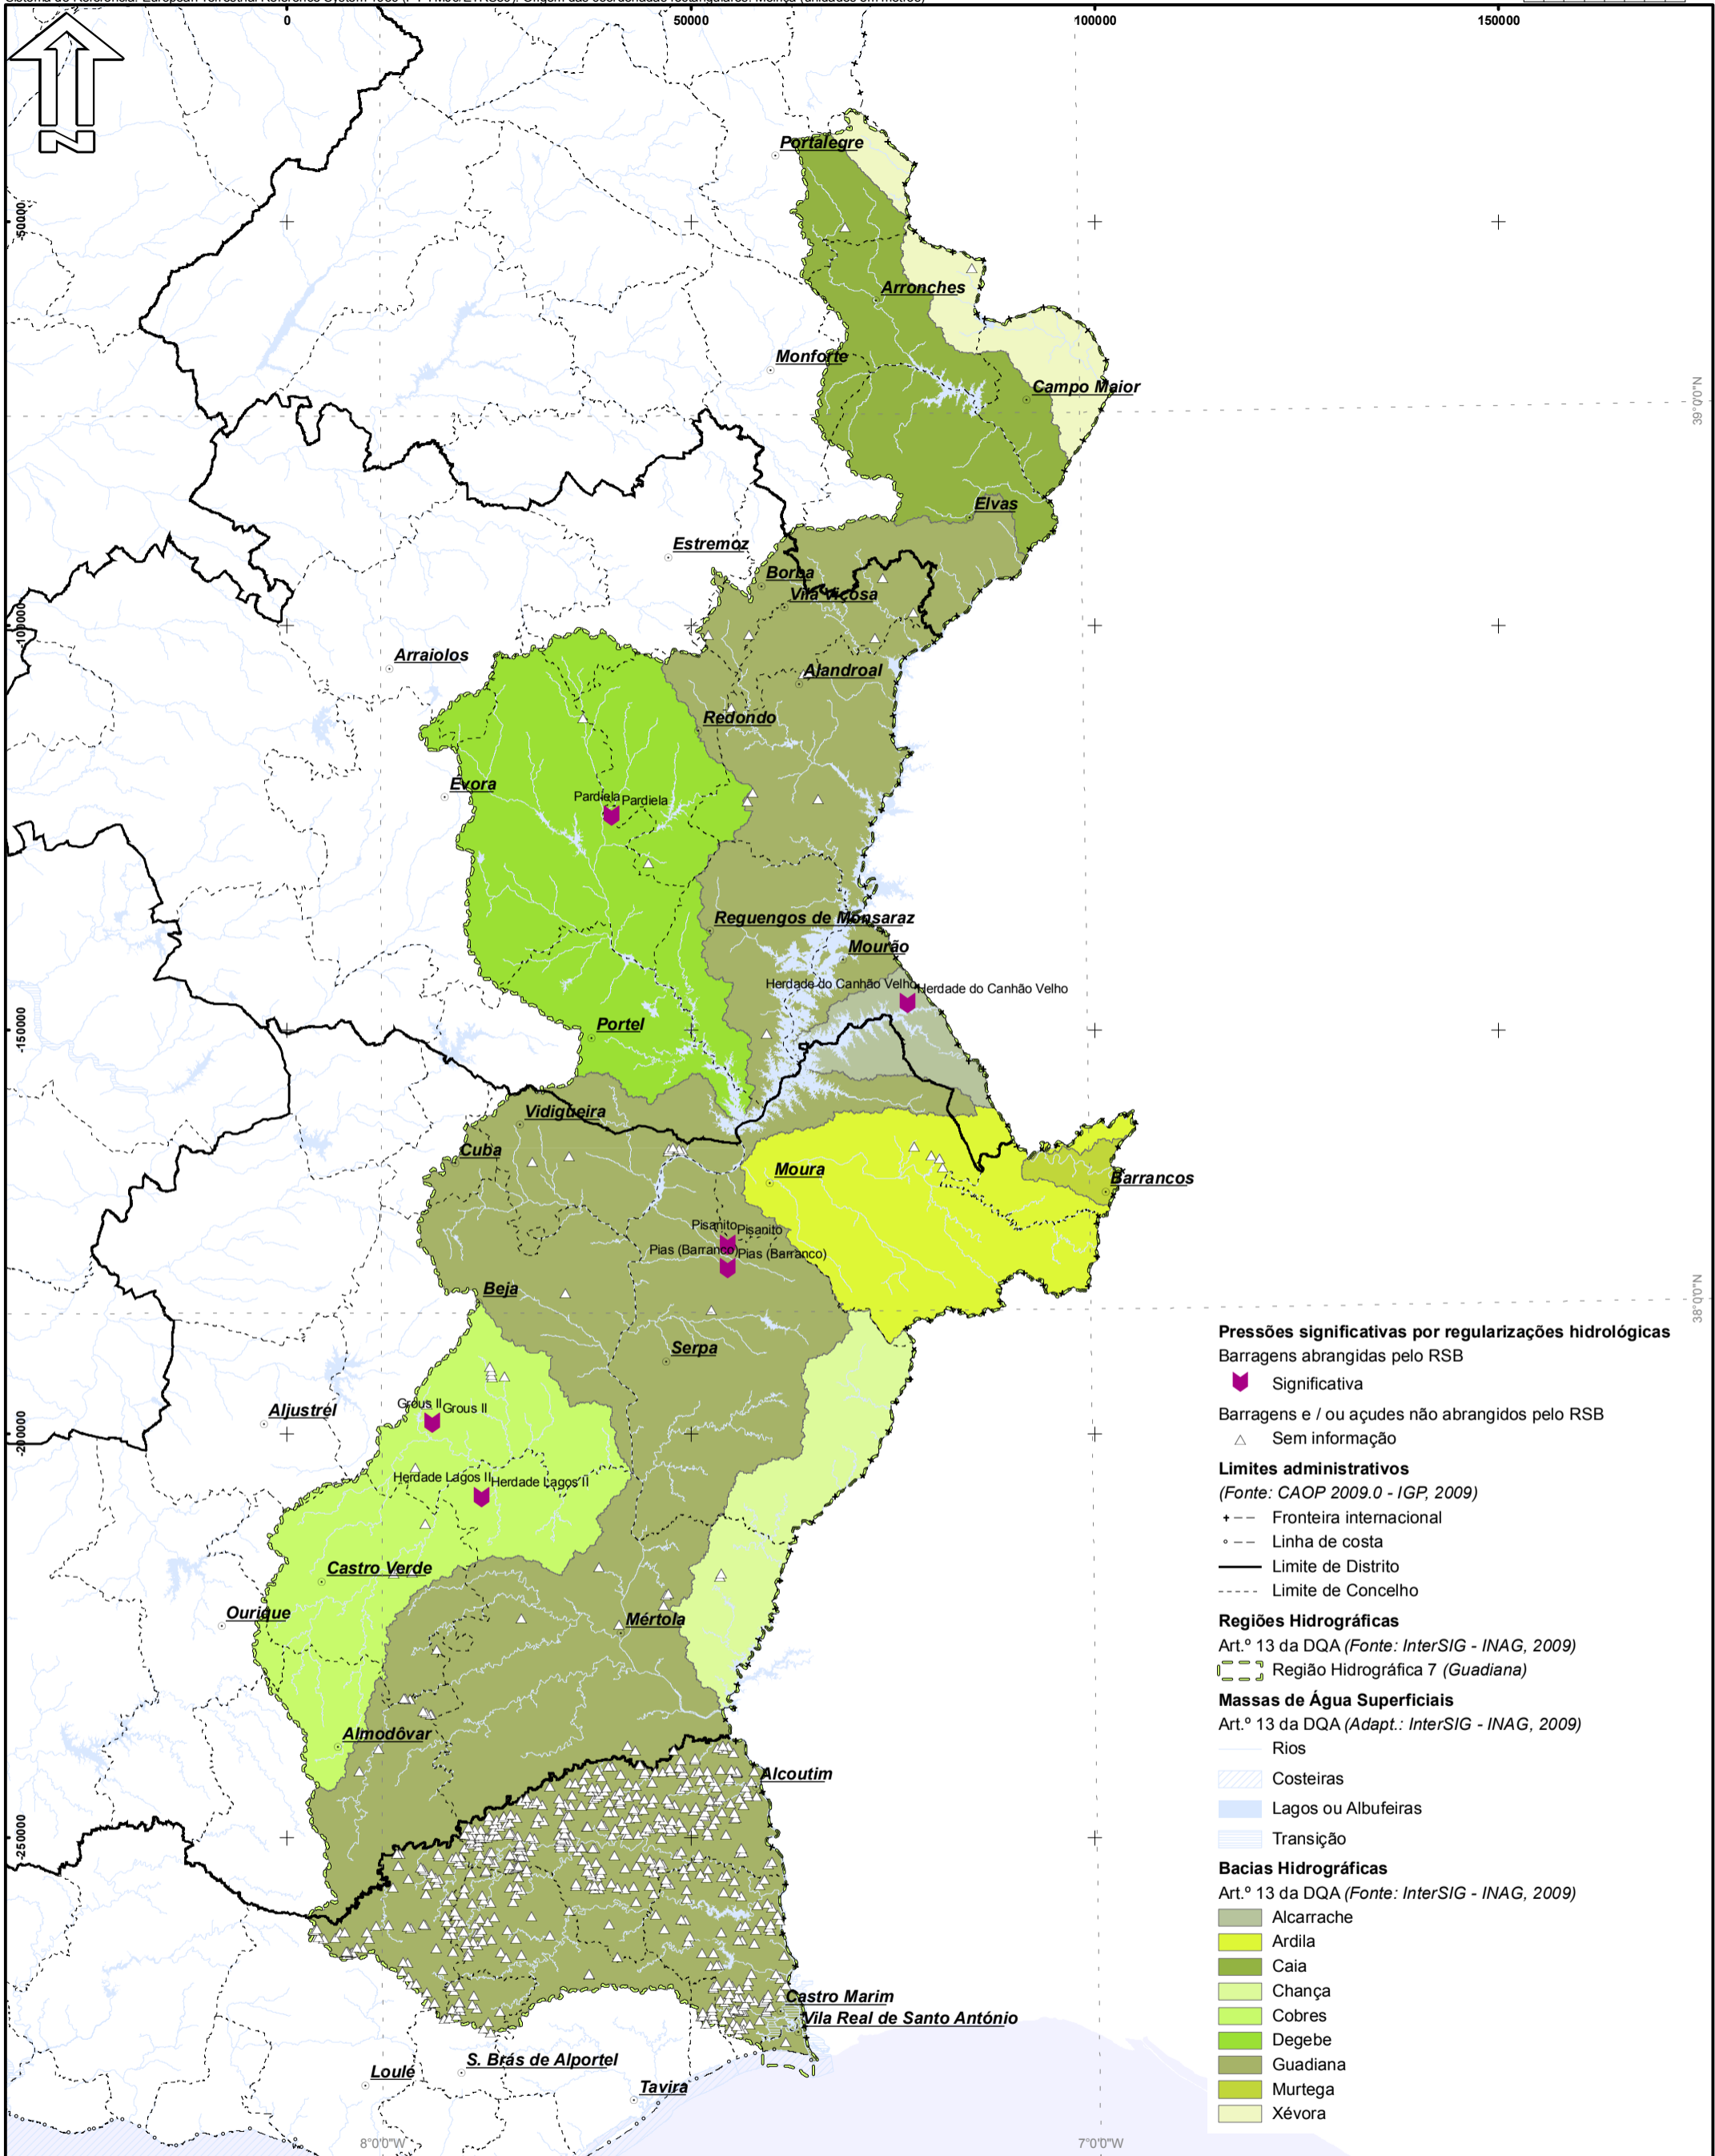 0
50000
100000
150000
-50000
-100000
-150000
-200000
-250000
39°0'0"N
38°0'0"N
8°0'0"W
7°0'0"W
N
Portalegre
Arronches
Monforte
Campo Maior
Elvas
Estremoz
Borba
Vila Viçosa
Arraiolos
Alandroal
Redondo
Évora
Pardiela Pardiela
Reguengos de Monsaraz
Mourão
Herdade do Canhão Velho Herdade do Canhão Velho
Portel
Vidigueira
Cuba
Moura
Barrancos
Pisanito Pisanito
Pias (Barranco) Pias (Barranco)
Beja
Serpa
Aljustrel
Grous II Grous II
Herdade Lagos II Herdade Lagos II
Castro Verde
Ourique
Mértola
Almodôvar
Alcoutim
Castro Marim
Vila Real de Santo António
S. Brás de Alportel
Loulé
Tavira
Pressões significativas por regularizações hidrológicas
Barragens abrangidas pelo RSB
Significativa
Barragens e / ou açudes não abrangidos pelo RSB
Sem informação
Limites administrativos
(Fonte: CAOP 2009.0 - IGP, 2009)
Fronteira internacional
Linha de costa
Limite de Distrito
Limite de Concelho
Regiões Hidrográficas
Art.º 13 da DQA (Fonte: InterSIG - INAG, 2009)
Região Hidrográfica 7 (Guadiana)
Massas de Água Superficiais
Art.º 13 da DQA (Adapt.: InterSIG - INAG, 2009)
Rios
Costeiras
Lagos ou Albufeiras
Transição
Bacias Hidrográficas
Art.º 13 da DQA (Fonte: InterSIG - INAG, 2009)
Alcarrache
Ardila
Caia
Chança
Cobres
Degebe
Guadiana
Murtega
Xévora